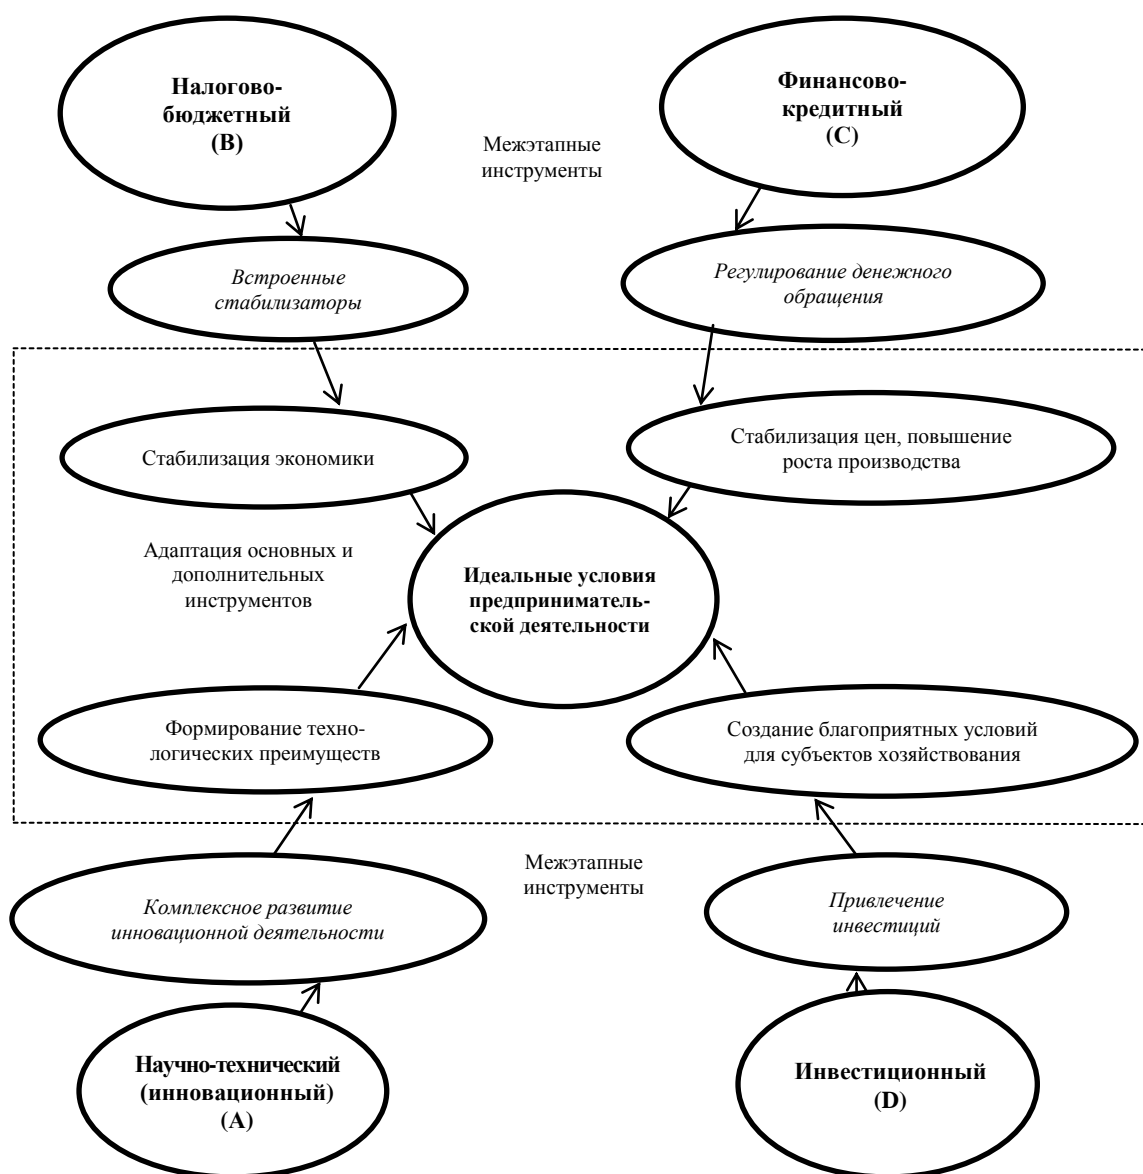 Налогово-
бюджетный
(В)
Финансово-
кредитный
(С)
Межэтапные
инструменты
Встроенные
стабилизаторы
Регулирование денежного
обращения
Стабилизация экономики
Стабилизация цен, повышение
роста производства
Адаптация основных и
дополнительных
инструментов
Идеальные условия
предприниматель-
ской деятельности
Формирование техно-
логических преимуществ
Создание благоприятных условий
для субъектов хозяйствования
Межэтапные
инструменты
Комплексное развитие
инновационной деятельности
Привлечение
инвестиций
Научно-технический
(инновационный)
(А)
Инвестиционный
(D)